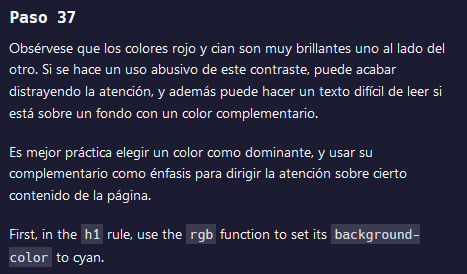 Paso 37
Obsérvese que los colores rojo y cian son muy brillantes uno al lado del
otro. Si se hace un uso abusivo de este contraste, puede acabar
distrayendo la atención, y además puede hacer un texto difícil de leer si
está sobre un fondo con un color complementario.
Es mejor práctica elegir un color como dominante, y usar su
complementario como énfasis para dirigir la atención sobre cierto
contenido de la página.
First, in the h1 rule, use the rgb function to set its background-
color to cyan.